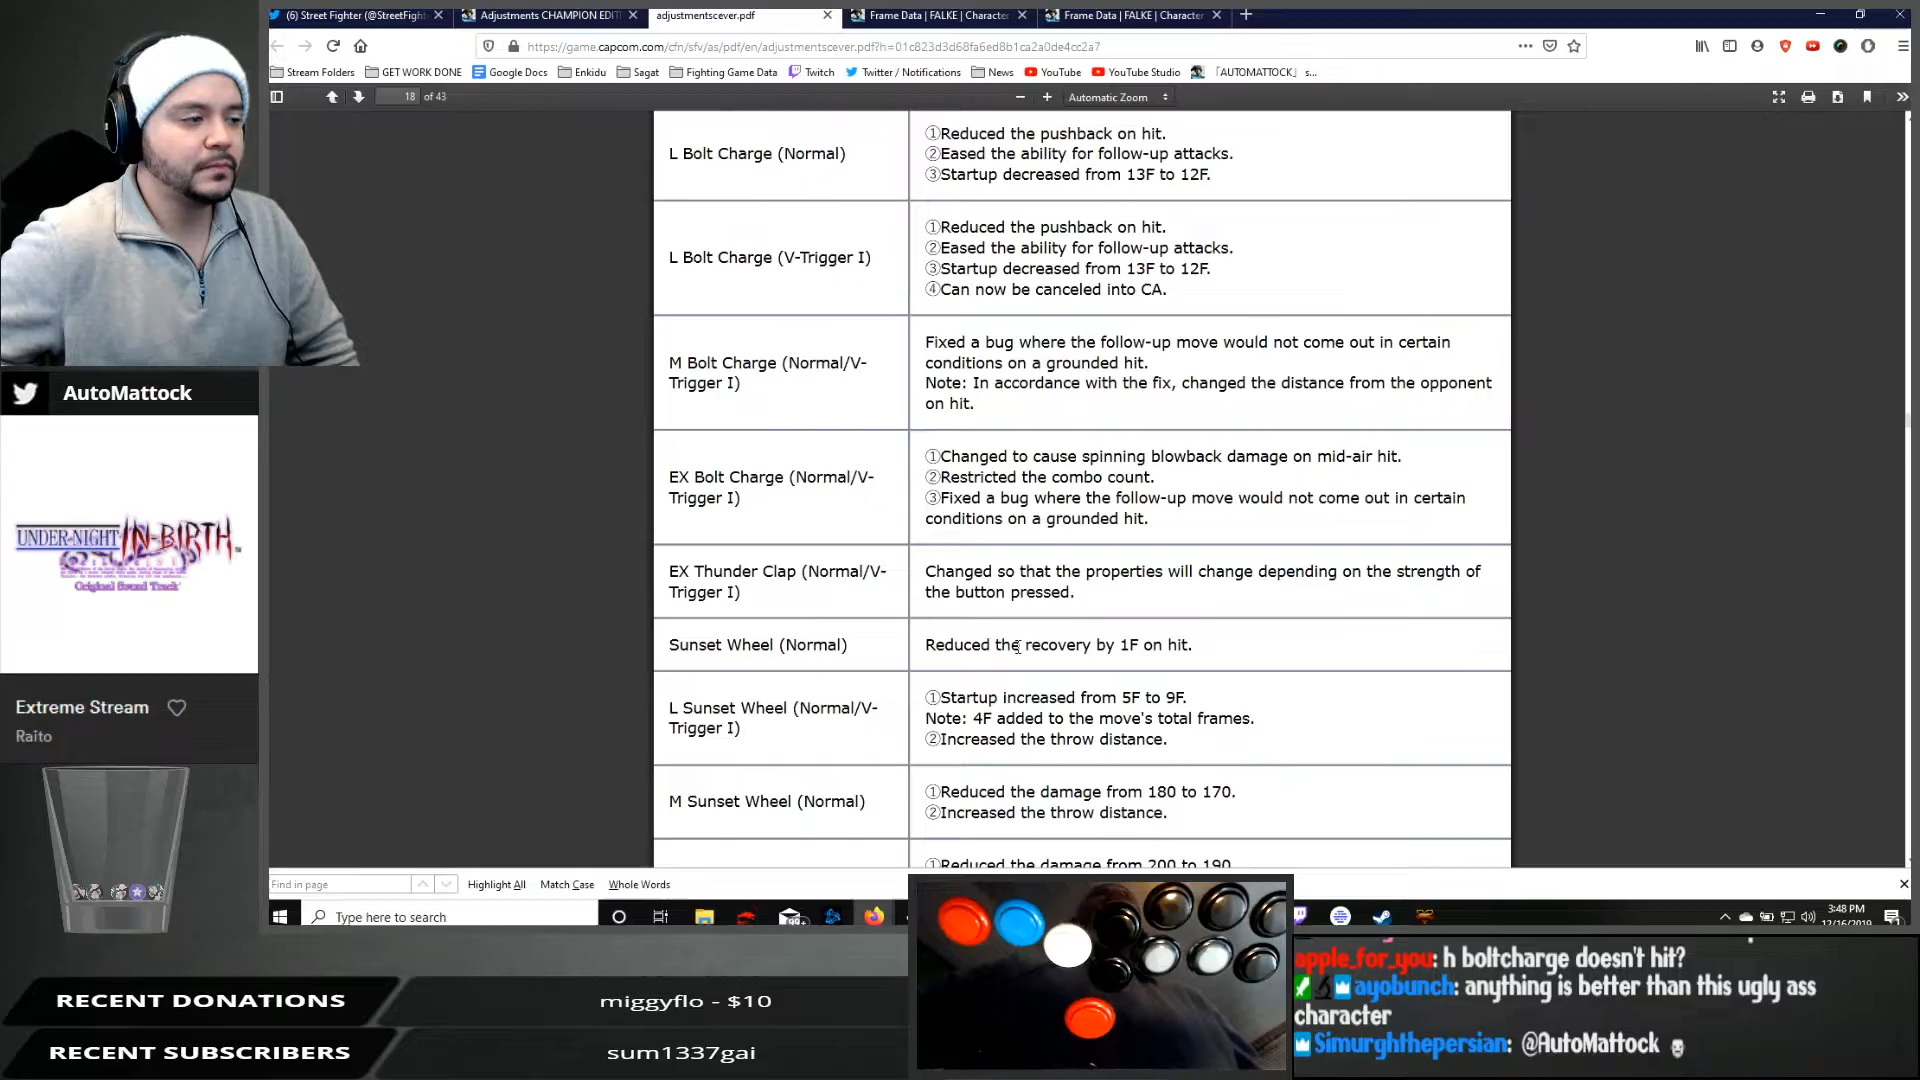 (6) Street Fighter (@StreetFight
Adjustments CHAMPION EDIT
adjustmentscever.pdf
Frame Data | FALKE | Character
Frame Data | FALKE | Character
https://game.capcom.com/cfn/sfv/as/pdf/en/adjustmentscever.pdf?h=01c823d3d68fa6ed8b1ca2a0de4cc2a7
Stream Folders
GET WORK DONE
Google Docs
Enkidu
Sagat
Fighting Game Data
Twitch
Twitter / Notifications
News
YouTube
YouTube Studio
「AUTOMATTOCK」 s...
18 of 43
Automatic Zoom
L Bolt Charge (Normal)
①Reduced the pushback on hit.
②Eased the ability for follow-up attacks.
③Startup decreased from 13F to 12F.
L Bolt Charge (V-Trigger I)
①Reduced the pushback on hit.
②Eased the ability for follow-up attacks.
③Startup decreased from 13F to 12F.
④Can now be canceled into CA.
M Bolt Charge (Normal/V-
Trigger I)
Fixed a bug where the follow-up move would not come out in certain
conditions on a grounded hit.
Note: In accordance with the fix, changed the distance from the opponent
on hit.
EX Bolt Charge (Normal/V-
Trigger I)
①Changed to cause spinning blowback damage on mid-air hit.
②Restricted the combo count.
③Fixed a bug where the follow-up move would not come out in certain
conditions on a grounded hit.
EX Thunder Clap (Normal/V-
Trigger I)
Changed so that the properties will change depending on the strength of
the button pressed.
Sunset Wheel (Normal)
Reduced the recovery by 1F on hit.
L Sunset Wheel (Normal/V-
Trigger I)
①Startup increased from 5F to 9F.
Note: 4F added to the move's total frames.
②Increased the throw distance.
M Sunset Wheel (Normal)
①Reduced the damage from 180 to 170.
②Increased the throw distance.
①Reduced the damage from 200 to 190
Find in page
Highlight All
Match Case
Whole Words
Type here to search
99+
3:48 PM
12/16/2019
AutoMattock
UNDER NIGHT IN-BIRTH
Original Sound Track
Extreme Stream
Raito
RECENT DONATIONS
miggyflo - $10
RECENT SUBSCRIBERS
sum1337gai
apple_for_you: h boltcharge doesn't hit?
ayobunch: anything is better than this ugly ass
character
Simurghthepersian: @AutoMattock